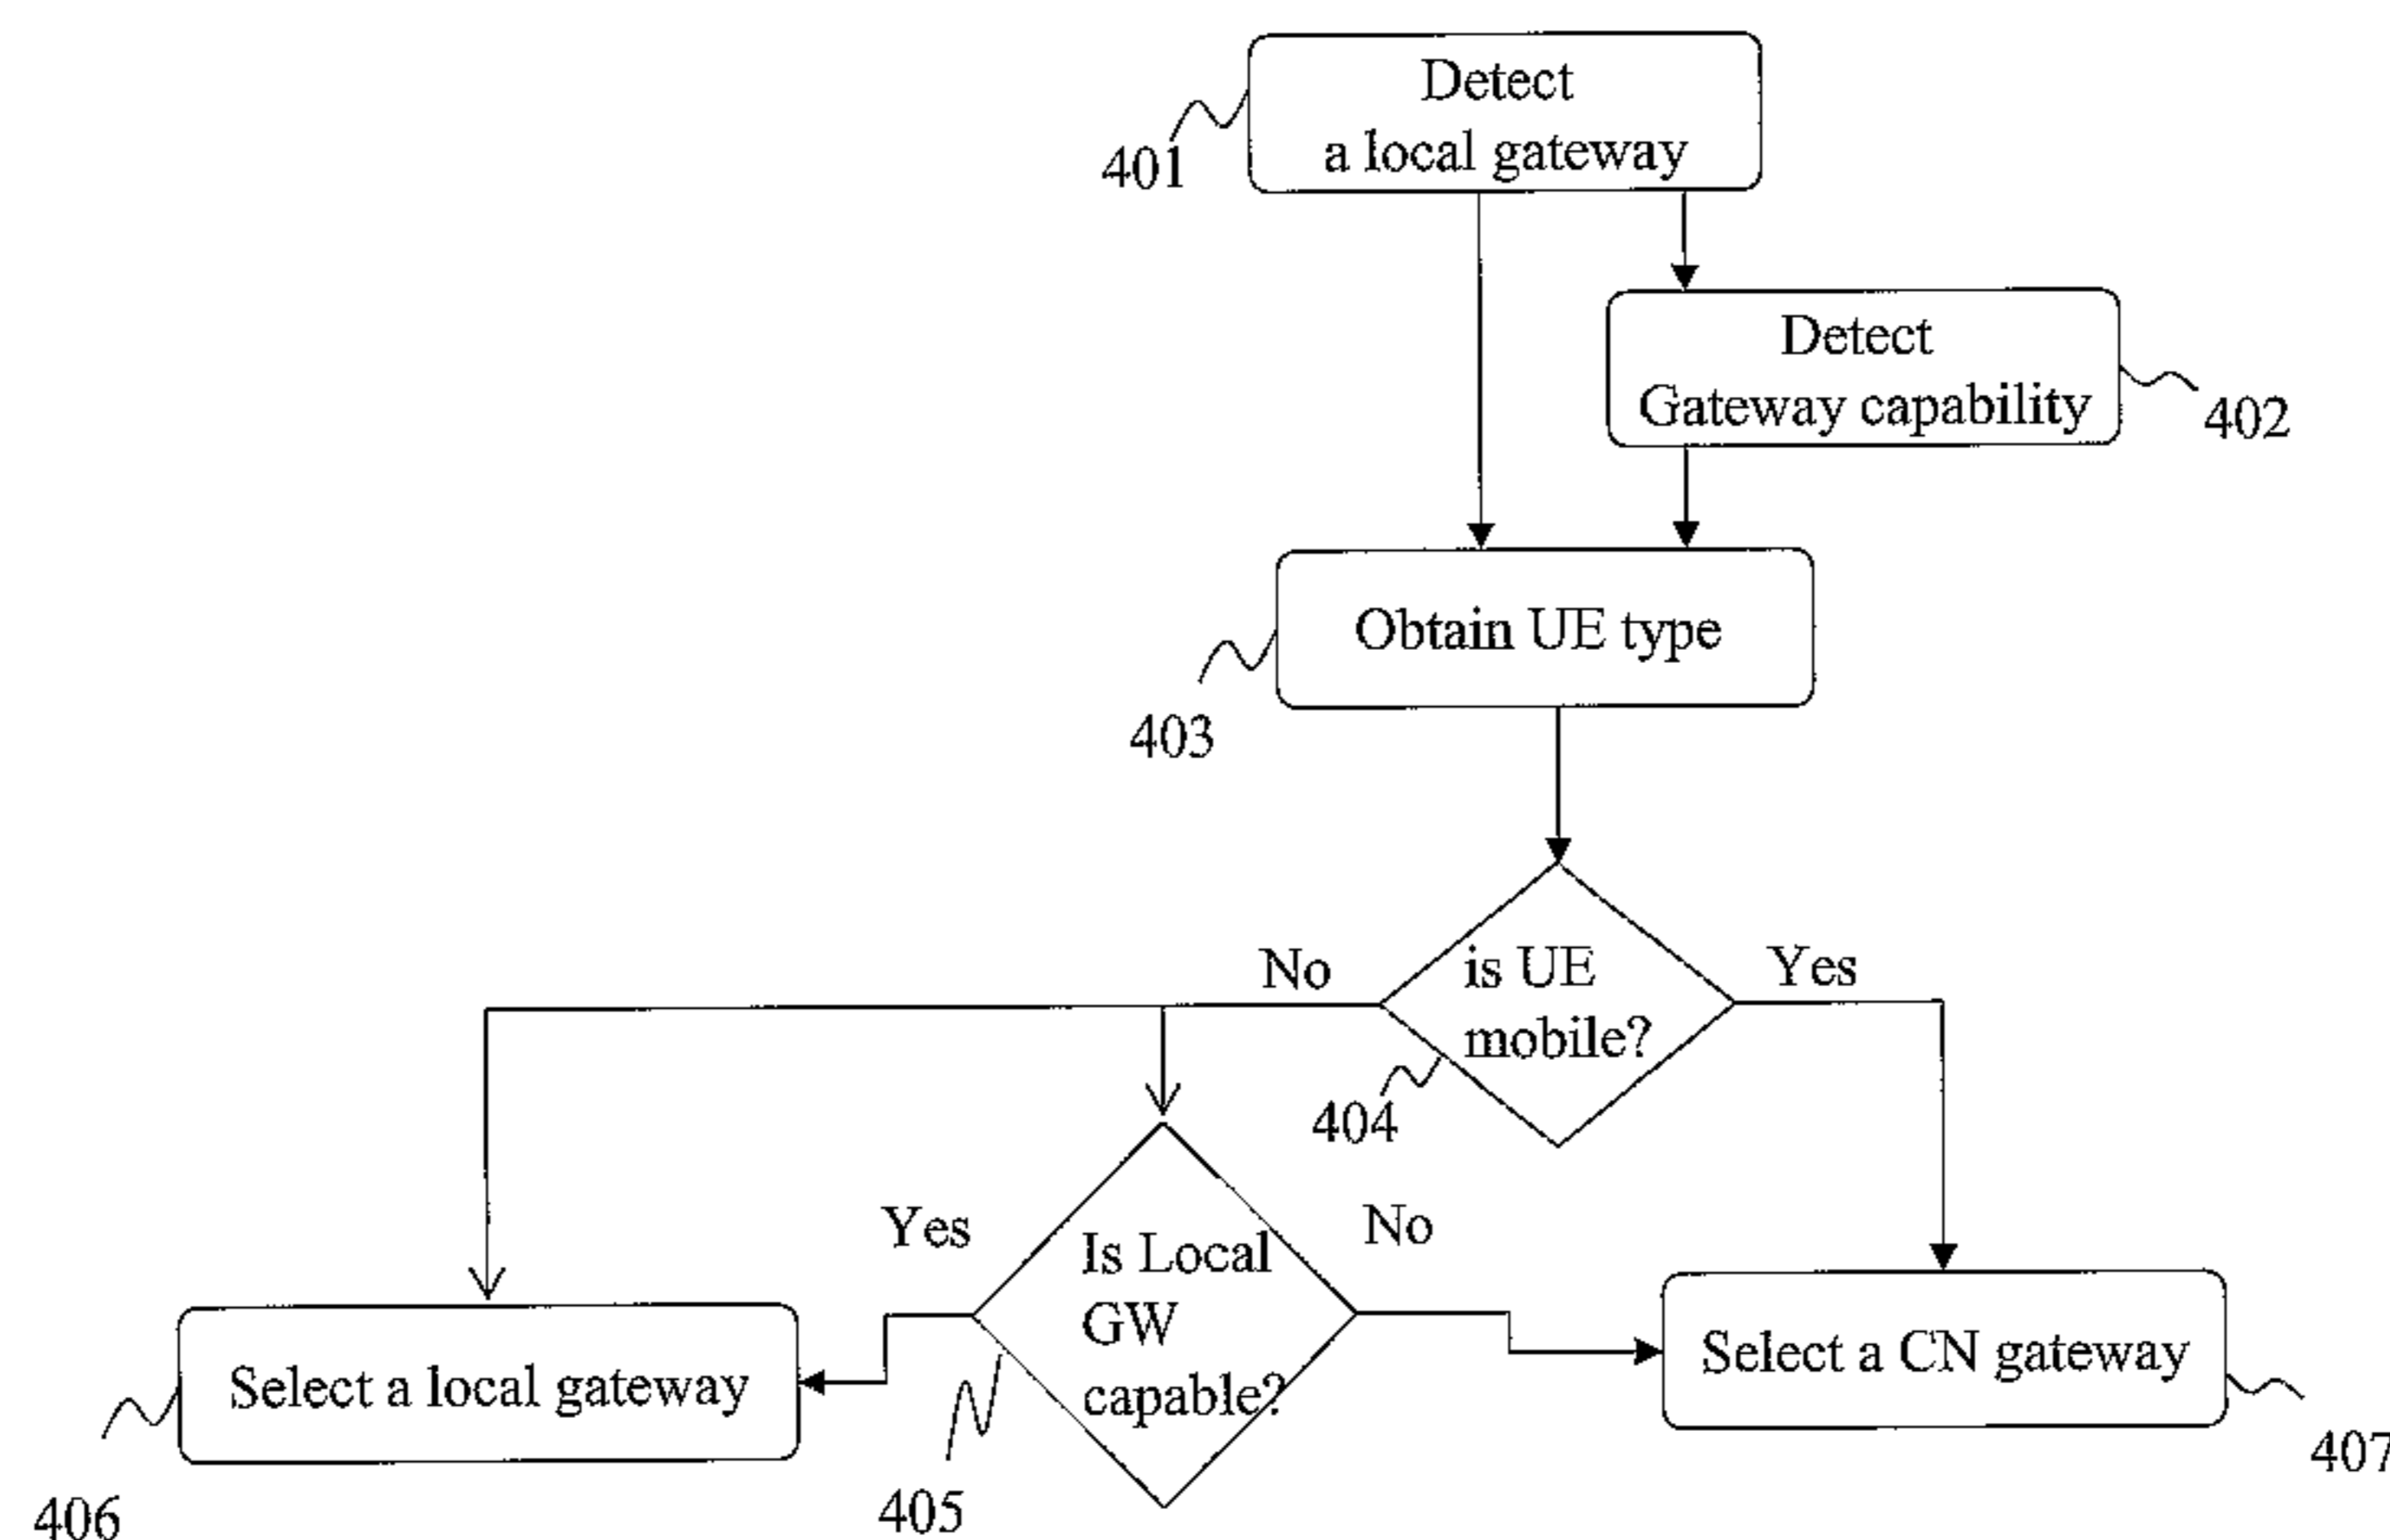 Detect
a local gateway
401
Detect
Gateway capability
402
Obtain UE type
403
No
is UE
mobile?
Yes
404
Yes
Is Local
GW
capable?
No
405
Select a local gateway
406
Select a CN gateway
407